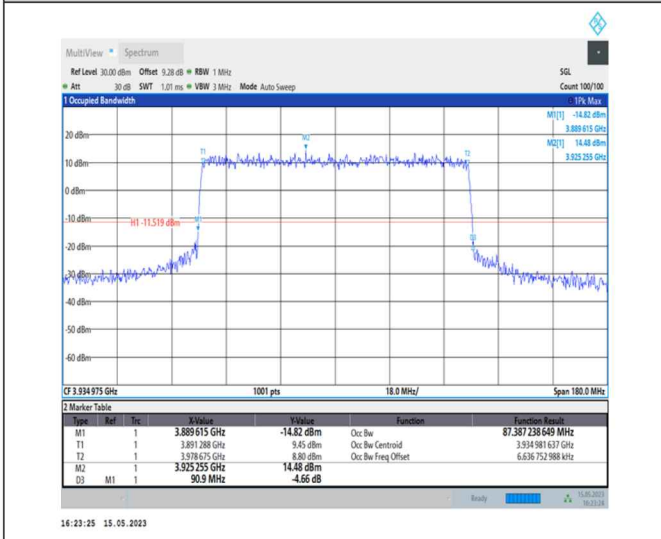 MultiView Spectrum
Ref Level 30.00 dBm Offset 9.28 dB RBW 1 MHz SGL
Att 30 dB SWT 1.01 ms VBW 3 MHz Mode Auto Sweep Count 100/100
1 Occupied Bandwidth 1Pk Max
M1[1] -14.82 dBm
3.889 615 GHz
M2[1] 14.48 dBm
3.925 255 GHz
20 dBm
M2
T1
T2
10 dBm
0 dBm
-10 dBm
H1 -11.519 dBm
M1
D3
-20 dBm
-30 dBm
-40 dBm
-50 dBm
-60 dBm
CF 3.934 975 GHz 1001 pts 18.0 MHz/ Span 180.0 MHz
2 Marker Table
Type Ref Trc X-Value Y-Value Function Function Result
M1 1 3.889 615 GHz -14.82 dBm Occ Bw 87.387 238 649 MHz
T1 1 3.891 288 GHz 9.45 dBm Occ Bw Centroid 3.934 981 637 GHz
T2 1 3.978 675 GHz 8.80 dBm Occ Bw Freq Offset 6.636 752 988 kHz
M2 1 3.925 255 GHz 14.48 dBm
D3 M1 1 90.9 MHz -4.66 dB
Ready 15.05.2023
16:23:24
16:23:25 15.05.2023